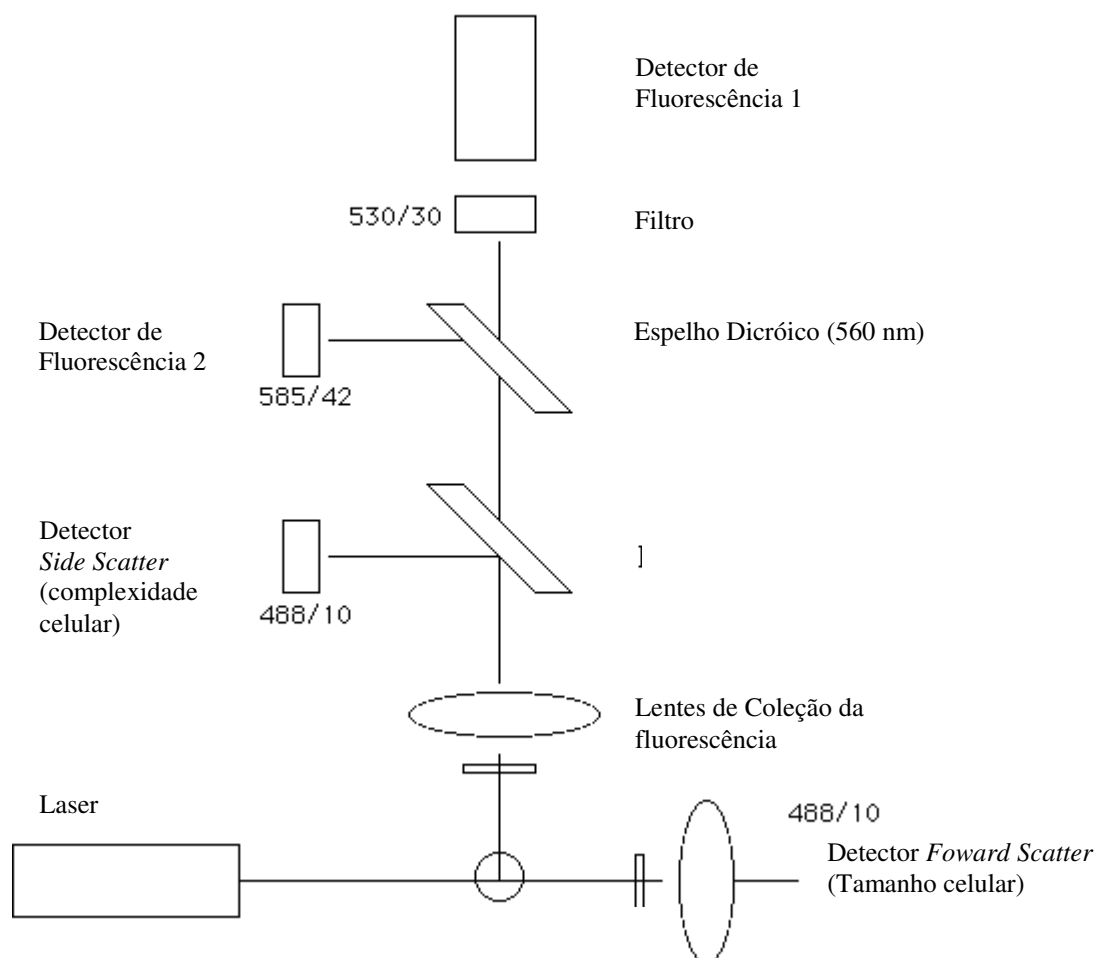 Detector de
Fluorescência 1
530/30
Filtro
Detector de
Fluorescência 2
585/42
Espelho Dicróico (560 nm)
Detector
Side Scatter
(complexidade
celular)
488/10
Lentes de Coleção da
fluorescência
Laser
488/10
Detector Foward Scatter
(Tamanho celular)